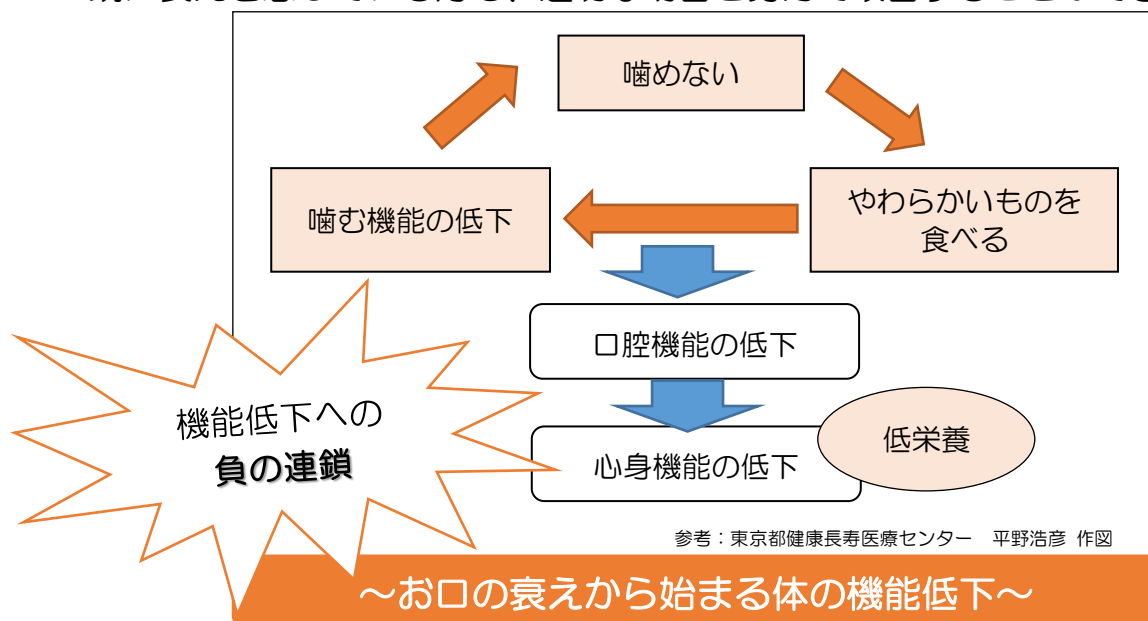 噛めない
噛む機能の低下
やわらかいものを
食べる
口腔機能の低下
機能低下への
負の連鎖
低栄養
心身機能の低下
参考:東京都健康長寿医療センター 平野浩彦 作図
~お口の衰えから始まる体の機能低下~